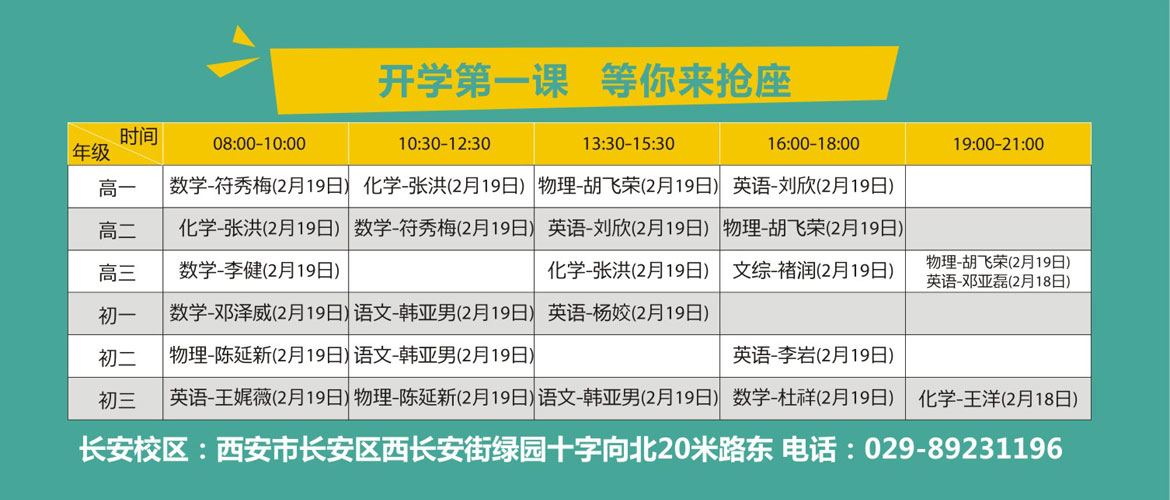 开学第一课 等你来抢座
时间
年级 08:00-10:00 10:30-12:30 13:30-15:30 16:00-18:00 19:00-21:00
高一 数学-符秀梅(2月19日) 化学-张洪(2月19日) 物理-胡飞荣(2月19日) 英语-刘欣(2月19日)
高二 化学-张洪(2月19日) 数学-符秀梅(2月19日) 英语-刘欣(2月19日) 物理-胡飞荣(2月19日)
高三 数学-李健(2月19日) 化学-张洪(2月19日) 文综-褚润(2月19日) 物理-胡飞荣(2月19日)
英语-邓亚磊(2月18日)
初一 数学-邓泽威(2月19日) 语文-韩亚男(2月19日) 英语-杨姣(2月19日)
初二 物理-陈延新(2月19日) 语文-韩亚男(2月19日) 英语-李岩(2月19日)
初三 英语-王娓薇(2月19日) 物理-陈延新(2月19日) 语文-韩亚男(2月19日) 数学-杜祥(2月19日) 化学-王洋(2月18日)
长安校区：西安市长安区西长安街绿园十字向北20米路东 电话：029-89231196